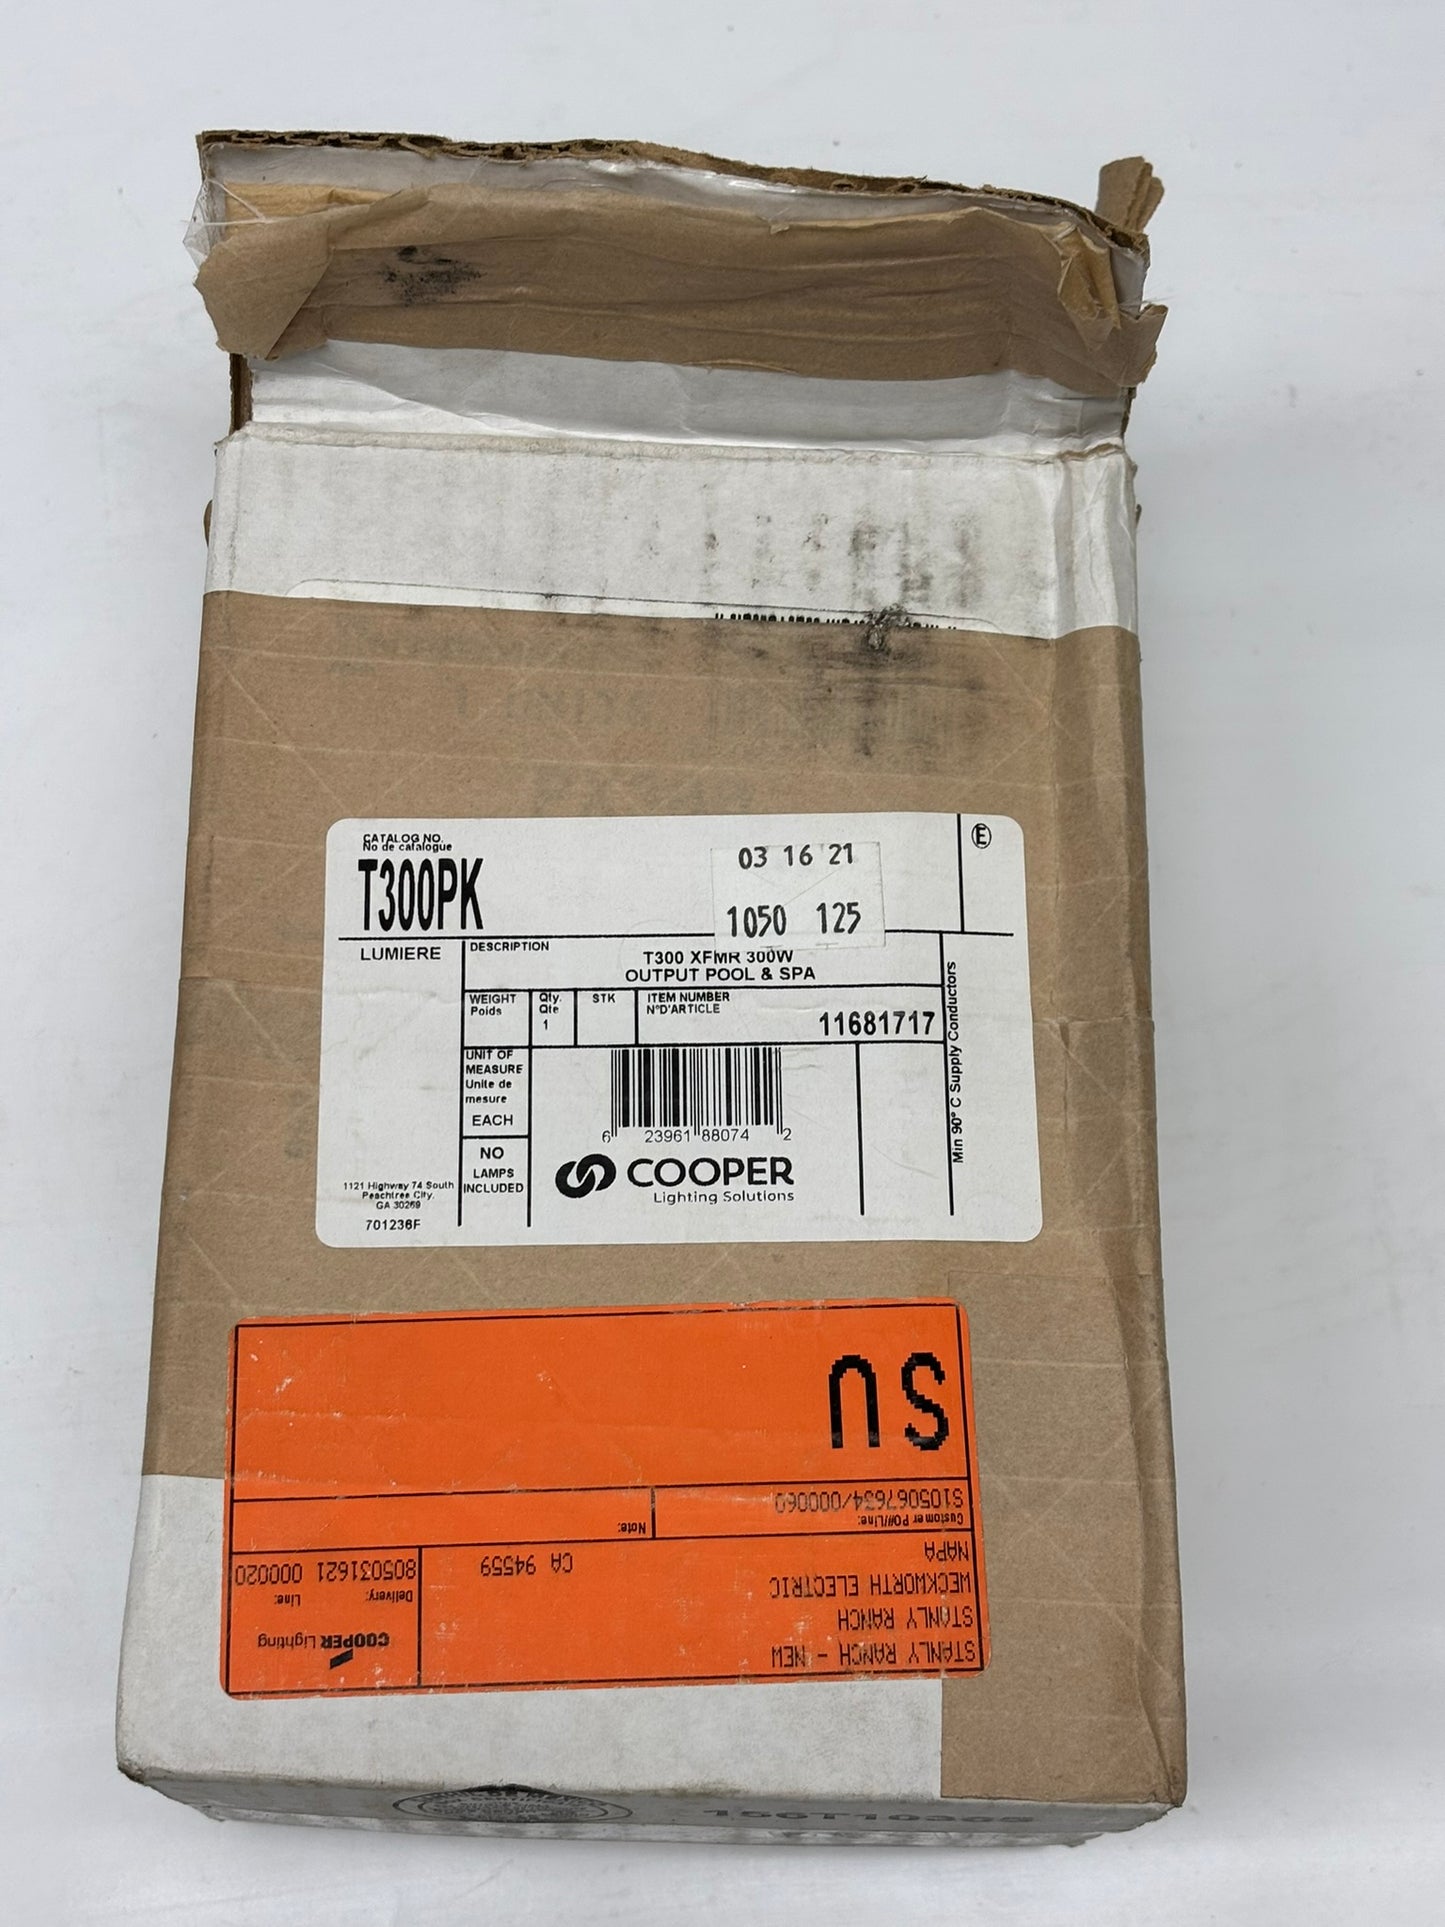 CATALOG NO.
No de catalogue
T300PK
03 16 21
1050 125
E
LUMIERE
DESCRIPTION
T300 XFMR 300W
OUTPUT POOL & SPA
WEIGHT
Poids
Qty.
Qte
1
STK
ITEM NUMBER
N°D'ARTICLE
11681717
UNIT OF
MEASURE
Unite de
mesure
EACH
NO
LAMPS
INCLUDED
6 23961 88074 2
COOPER
Lighting Solutions
1121 Highway 74 South
Peachtree City,
GA 30269
701236F
Min 90° C Supply Conductors
STANLY RANCH - NEW
STANLY RANCH
WECKWORTH ELECTRIC
NAPA
CA 94559
COOPER Lighting
Delivery:
Line:
805031621 000020
Customer PO#/Line:
S105067634/000060
Note:
SU